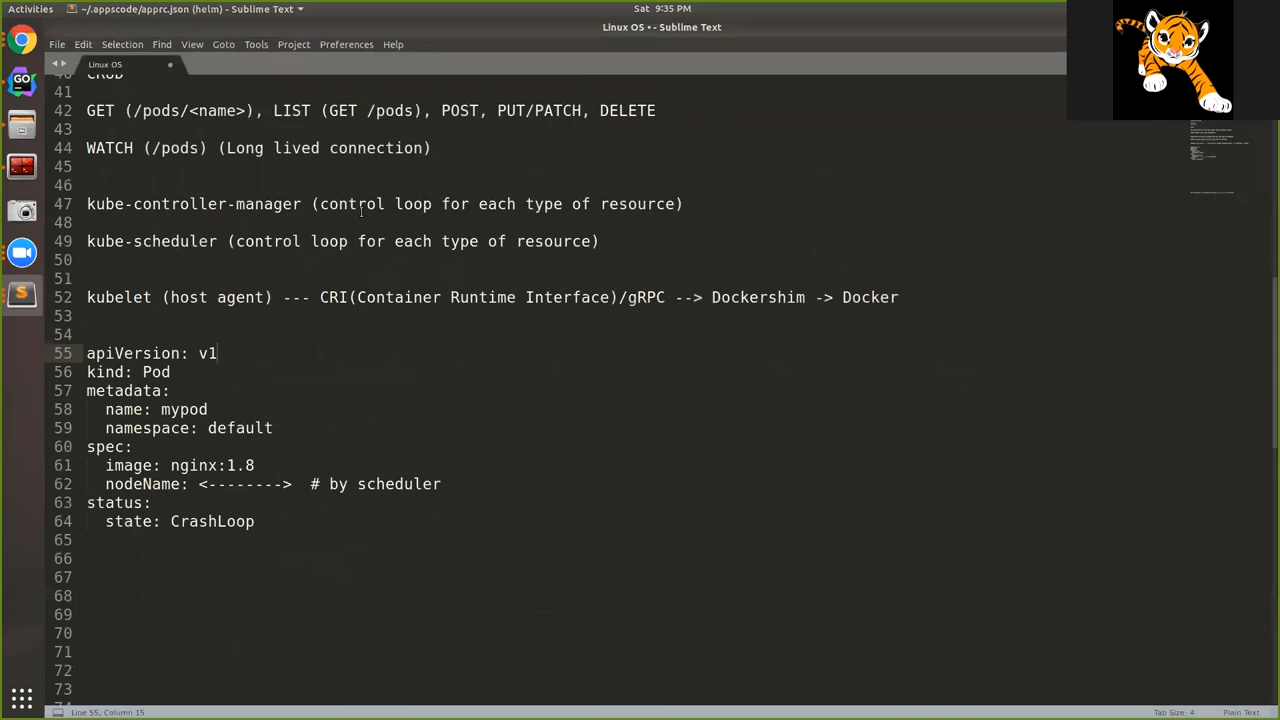 Activities
~/.appscode/apprc.json (helm) - Sublime Text
Sat 9:35 PM
Linux OS • - Sublime Text
File Edit Selection Find View Goto Tools Project Preferences Help
Linux OS
40 CRUD
41
42 GET (/pods/<name>), LIST (GET /pods), POST, PUT/PATCH, DELETE
43
44 WATCH (/pods) (Long lived connection)
45
46
47 kube-controller-manager (control loop for each type of resource)
48
49 kube-scheduler (control loop for each type of resource)
50
51
52 kubelet (host agent) --- CRI(Container Runtime Interface)/gRPC --> Dockershim -> Docker
53
54
55 apiVersion: v1
56 kind: Pod
57 metadata:
58 name: mypod
59 namespace: default
60 spec:
61 image: nginx:1.8
62 nodeName: <--------> # by scheduler
63 status:
64 state: CrashLoop
65
66
67
68
69
70
71
72
73
74
Line 55, Column 15
Tab Size: 4
Plain Text